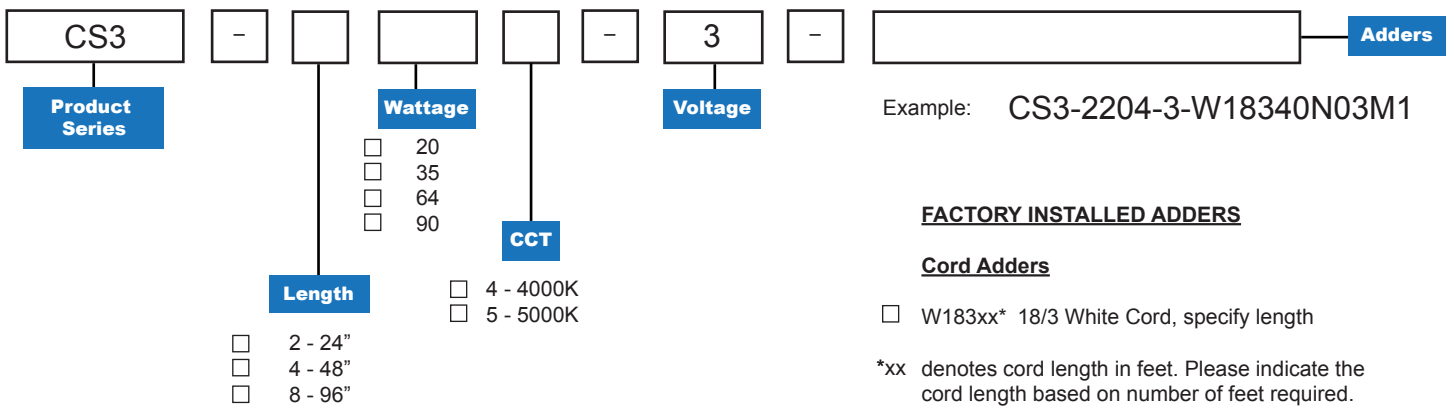 CS3 - - 3 -
Adders
Product
Series
Wattage
Voltage
Example: CS3-2204-3-W18340N03M1
20
35
64
90
CCT
4 - 4000K
5 - 5000K
Length
2 - 24”
4 - 48”
8 - 96”
FACTORY INSTALLED ADDERS
Cord Adders
W183xx* 18/3 White Cord, specify length
*xx denotes cord length in feet. Please indicate the
cord length based on number of feet required.